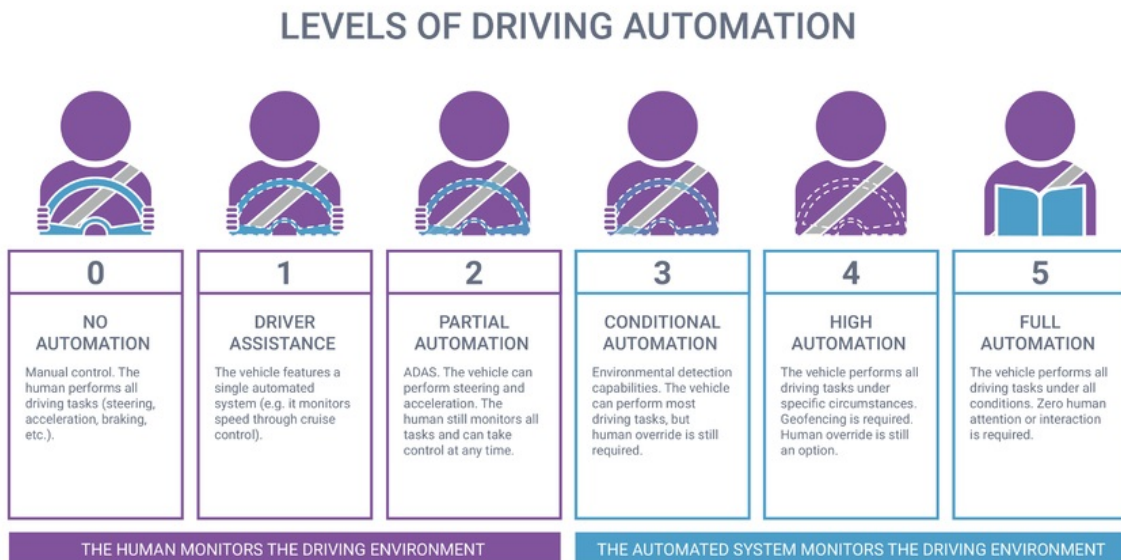 LEVELS OF DRIVING AUTOMATION
0
NO
AUTOMATION
Manual control. The
human performs all
driving tasks (steering,
acceleration, braking,
etc.).
1
DRIVER
ASSISTANCE
The vehicle features a
single automated
system (e.g. it monitors
speed through cruise
control).
2
PARTIAL
AUTOMATION
ADAS. The vehicle can
perform steering and
acceleration. The
human still monitors all
tasks and can take
control at any time.
3
CONDITIONAL
AUTOMATION
Environmental detection
capabilities. The vehicle
can perform most
driving tasks, but
human override is still
required.
4
HIGH
AUTOMATION
The vehicle performs all
driving tasks under
specific circumstances.
Geofencing is required.
Human override is still
an option.
5
FULL
AUTOMATION
The vehicle performs all
driving tasks under all
conditions. Zero human
attention or interaction
is required.
THE HUMAN MONITORS THE DRIVING ENVIRONMENT
THE AUTOMATED SYSTEM MONITORS THE DRIVING ENVIRONMENT